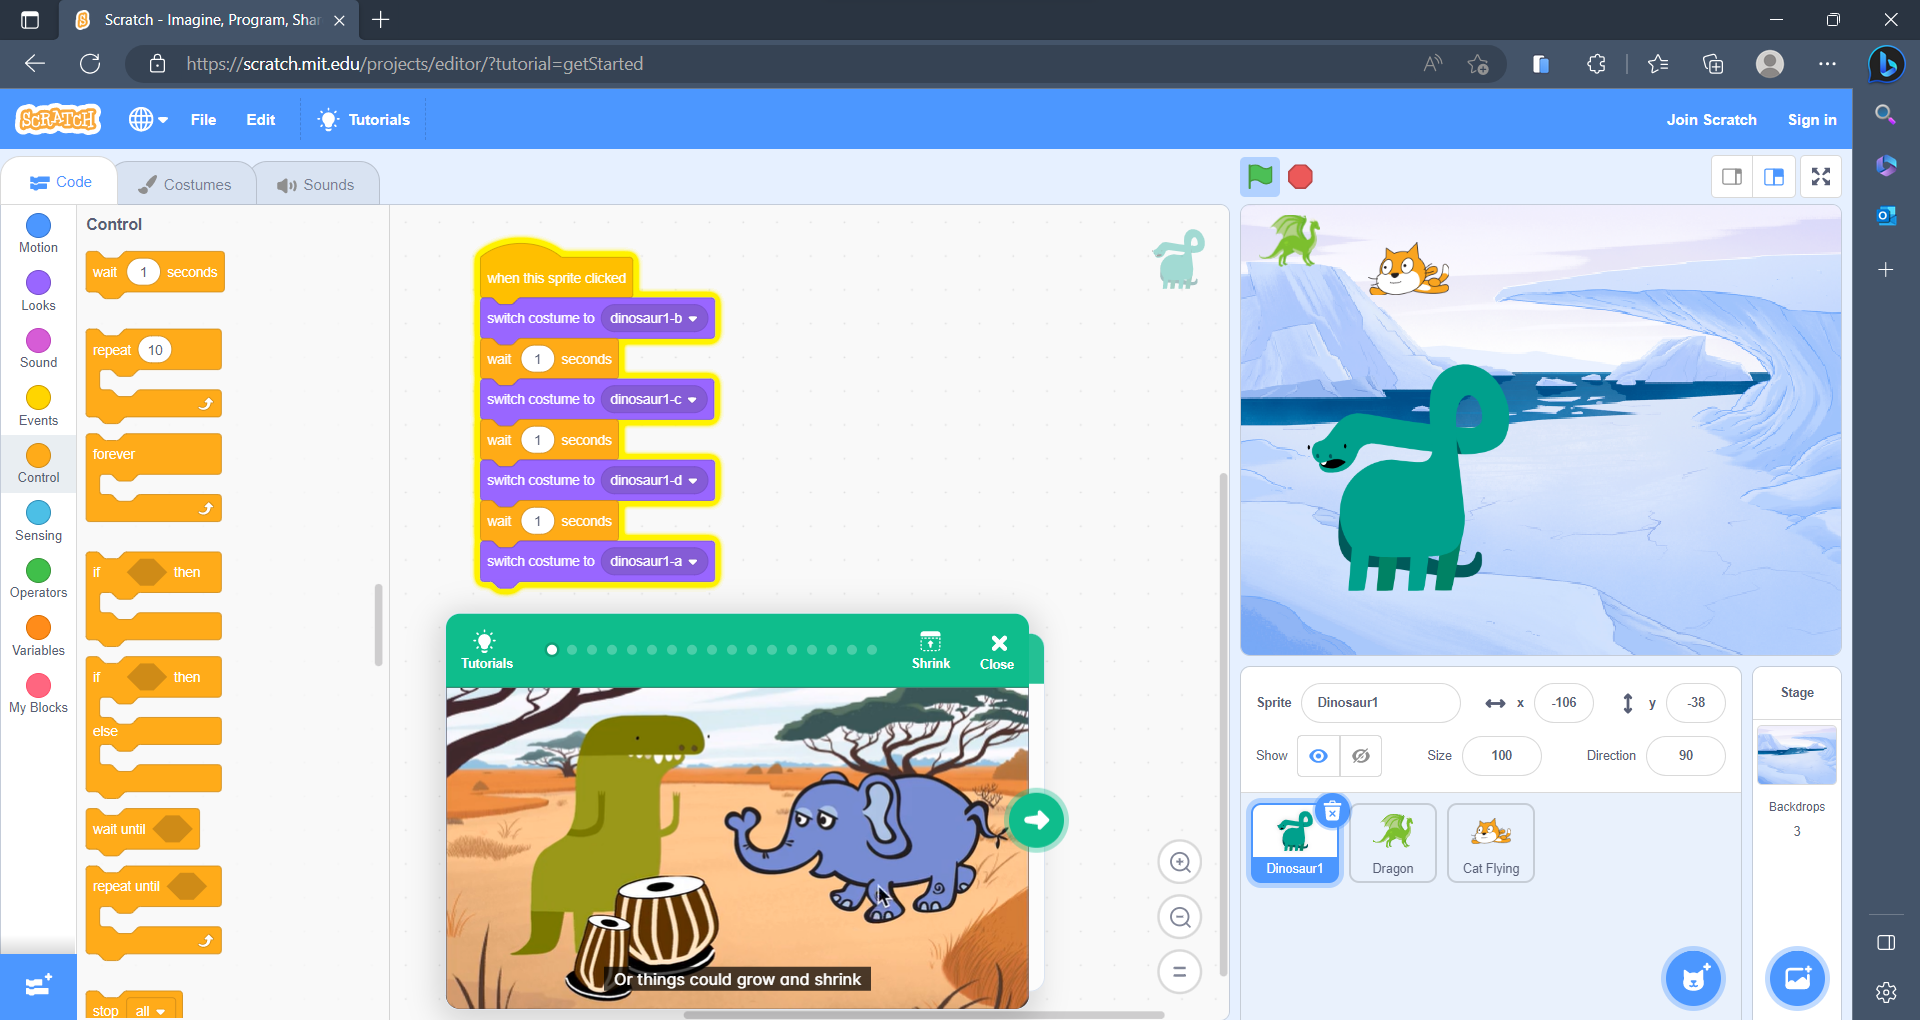 Scratch - Imagine, Program, Shar
https://scratch.mit.edu/projects/editor/?tutorial=getStarted
SCRATCH
File
Edit
Tutorials
Join Scratch
Sign in
Code
Costumes
Sounds
Motion
Looks
Sound
Events
Control
Sensing
Operators
Variables
My Blocks
Control
wait 1 seconds
repeat 10
forever
if then
if then
else
wait until
repeat until
stop all
when this sprite clicked
switch costume to dinosaur1-b
wait 1 seconds
switch costume to dinosaur1-c
wait 1 seconds
switch costume to dinosaur1-d
wait 1 seconds
switch costume to dinosaur1-a
Tutorials
Shrink
Close
Or things could grow and shrink
Sprite Dinosaur1 x -106 y -38
Show Size 100 Direction 90
Dinosaur1
Dragon
Cat Flying
Stage
Backdrops
3